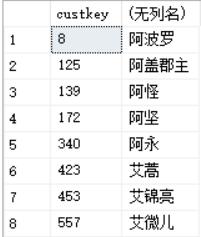 custkey (无列名)
1 8 阿波罗
2 125 阿盖郡主
3 139 阿怪
4 172 阿坚
5 340 阿永
6 423 艾蒿
7 453 艾锦亮
8 557 艾微儿